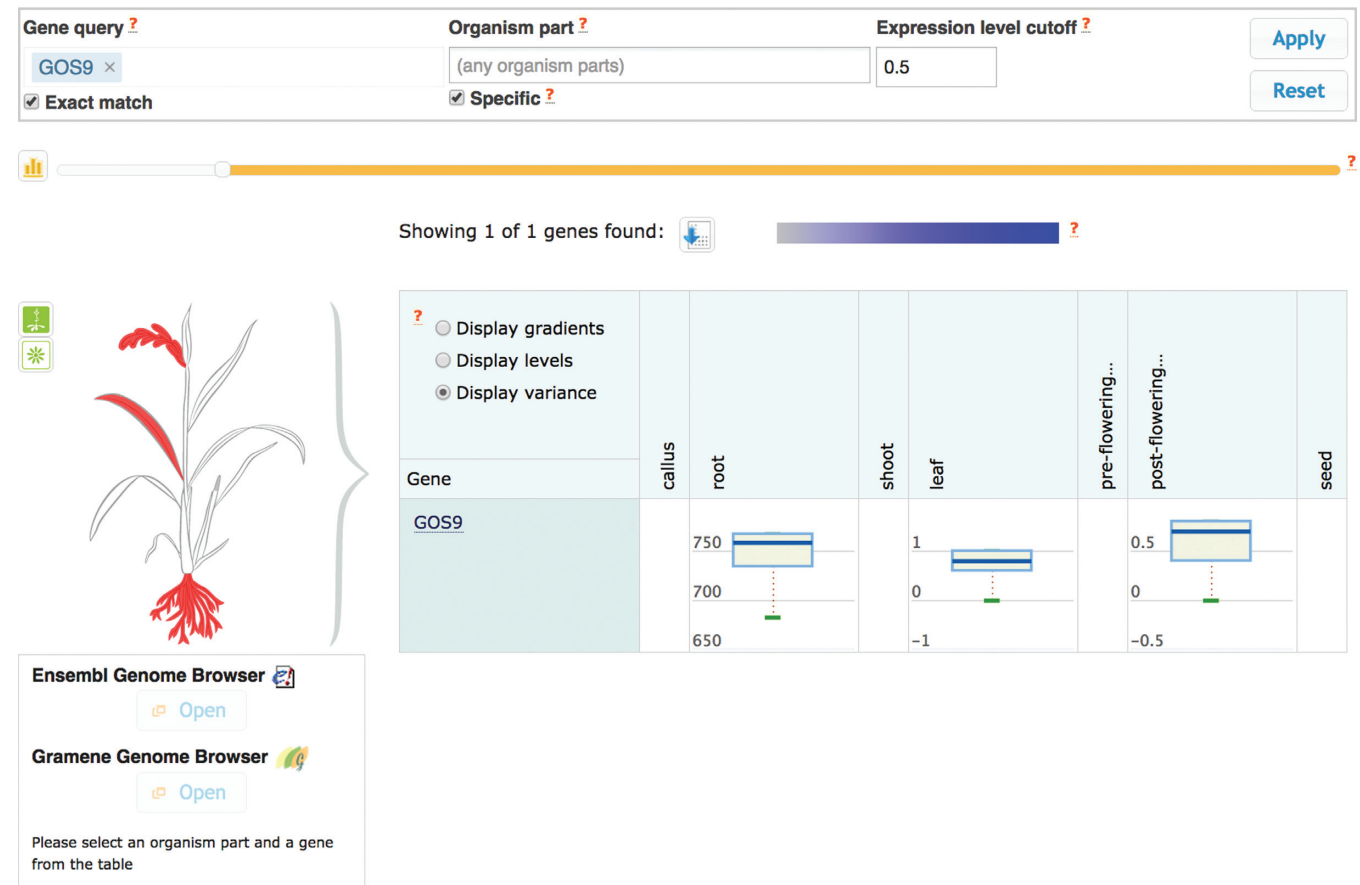 Gene query ? Organism part ? Expression level cutoff ?
GOS9 × (any organism parts) 0.5 Apply
Exact match Specific ? Reset
?
Showing 1 of 1 genes found: ?
? Display gradients
Display levels
Display variance
Gene callus root shoot leaf pre-flowering... post-flowering... seed
GOS9
750 1 0.5
700 0 0
650 −1 −0.5
Ensembl Genome Browser e!
Open
Gramene Genome Browser G
Open
Please select an organism part and a gene
from the table